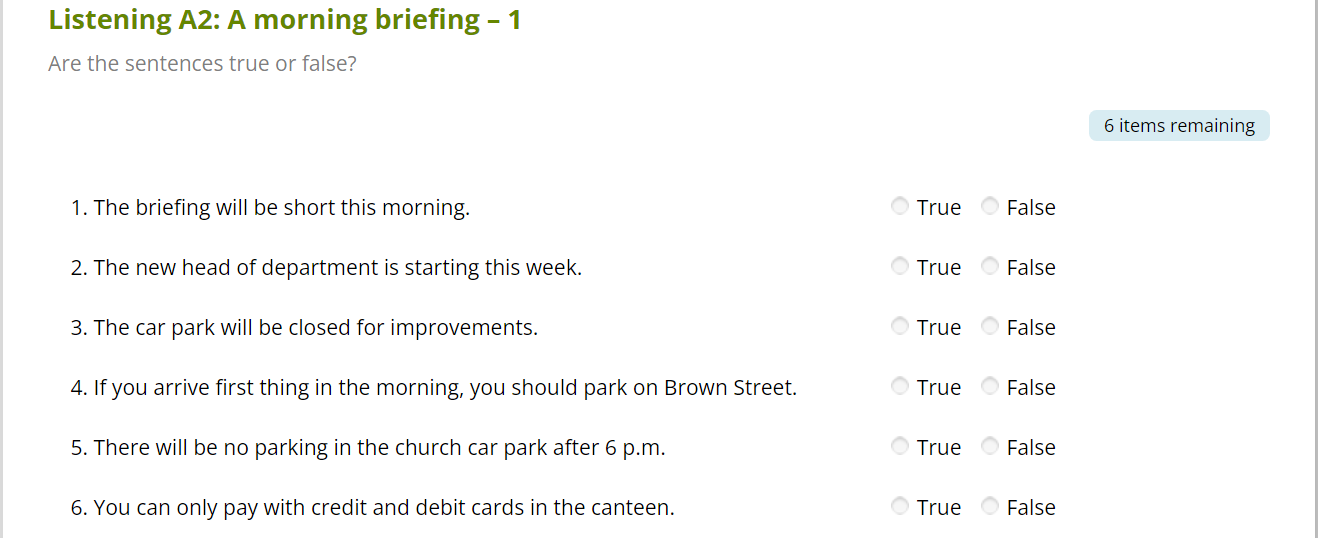 Listening A2: A morning briefing – 1
Are the sentences true or false?
6 items remaining
1. The briefing will be short this morning. True False
2. The new head of department is starting this week. True False
3. The car park will be closed for improvements. True False
4. If you arrive first thing in the morning, you should park on Brown Street. True False
5. There will be no parking in the church car park after 6 p.m. True False
6. You can only pay with credit and debit cards in the canteen. True False